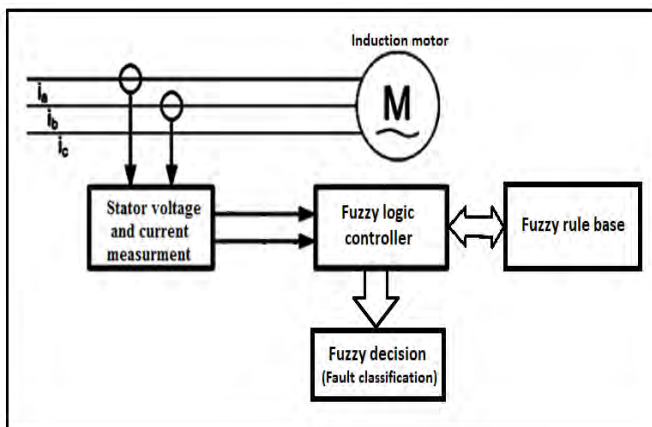 Induction motor
M
ia
ib
ic
Stator voltage
and current
measurment
Fuzzy logic
controller
Fuzzy rule base
Fuzzy decision
(Fault classification)